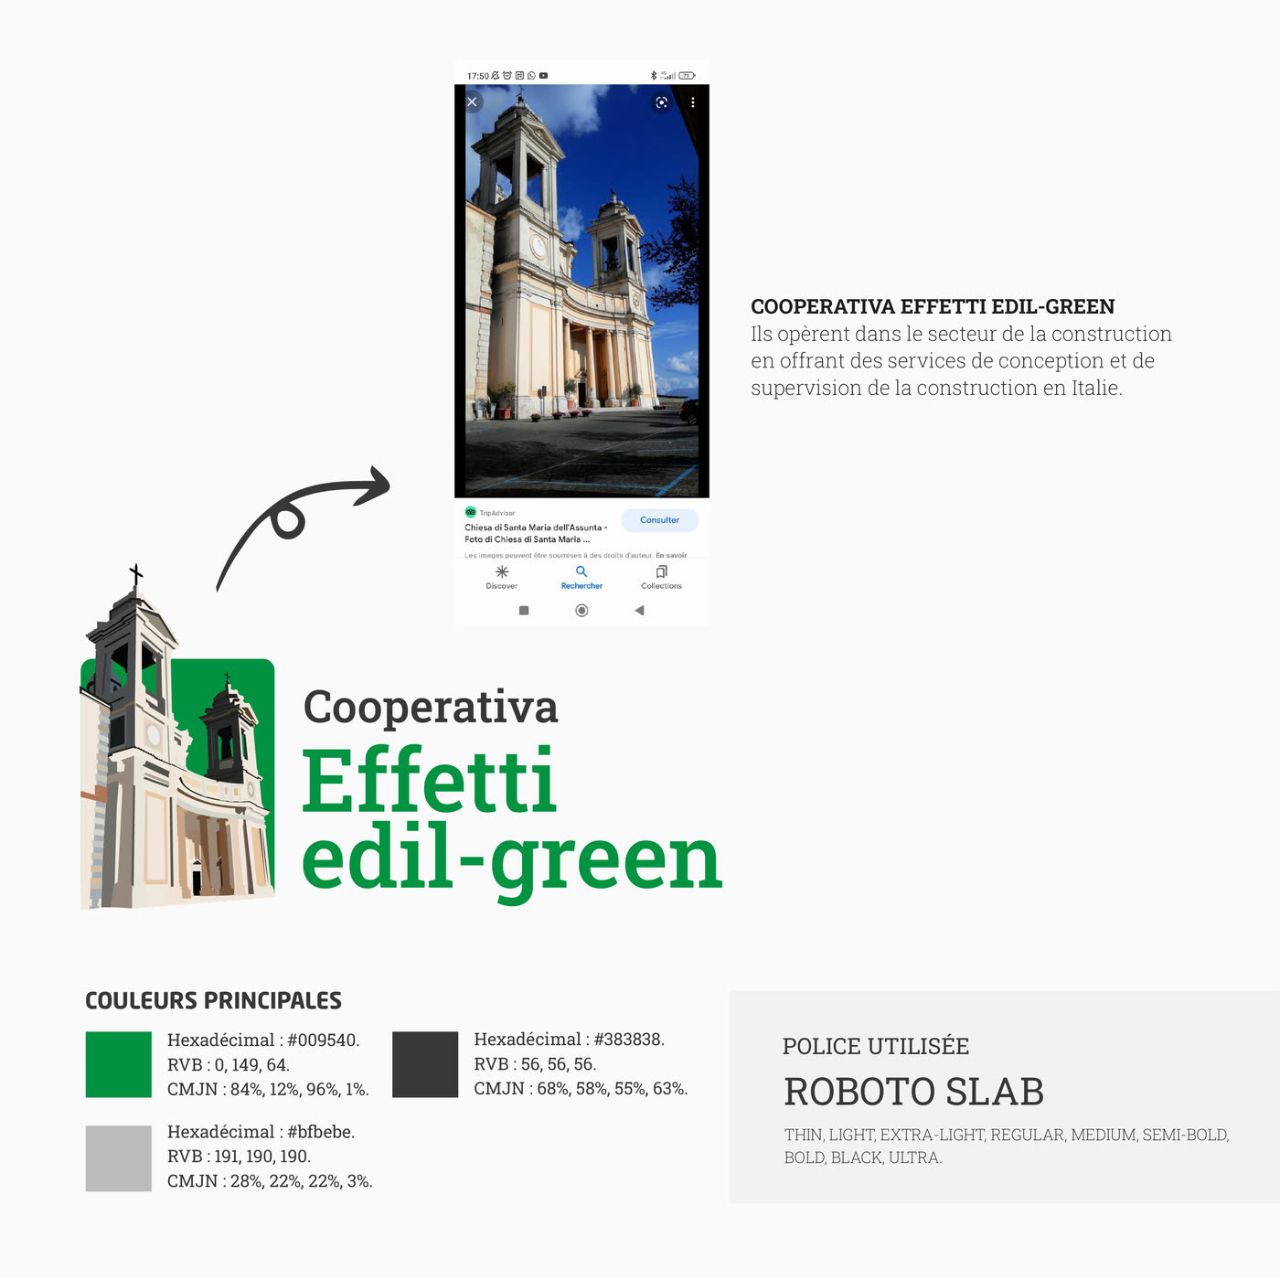 17:50
COOPERATIVA EFFETTI EDIL-GREEN
Ils opèrent dans le secteur de la construction
en offrant des services de conception et de
supervision de la construction en Italie.
TripAdvisor
Chiesa di Santa Maria dell'Assunta -
Foto di Chiesa di Santa Maria ...
Consulter
Les images peuvent être soumises à des droits d'auteur. En savoir
Discover
Rechercher
Collections
Cooperativa
Effetti
edil-green
COULEURS PRINCIPALES
Hexadécimal : #009540.
RVB : 0, 149, 64.
CMJN : 84%, 12%, 96%, 1%.
Hexadécimal : #383838.
RVB : 56, 56, 56.
CMJN : 68%, 58%, 55%, 63%.
Hexadécimal : #bfbebe.
RVB : 191, 190, 190.
CMJN : 28%, 22%, 22%, 3%.
POLICE UTILISÉE
ROBOTO SLAB
THIN, LIGHT, EXTRA-LIGHT, REGULAR, MEDIUM, SEMI-BOLD,
BOLD, BLACK, ULTRA.